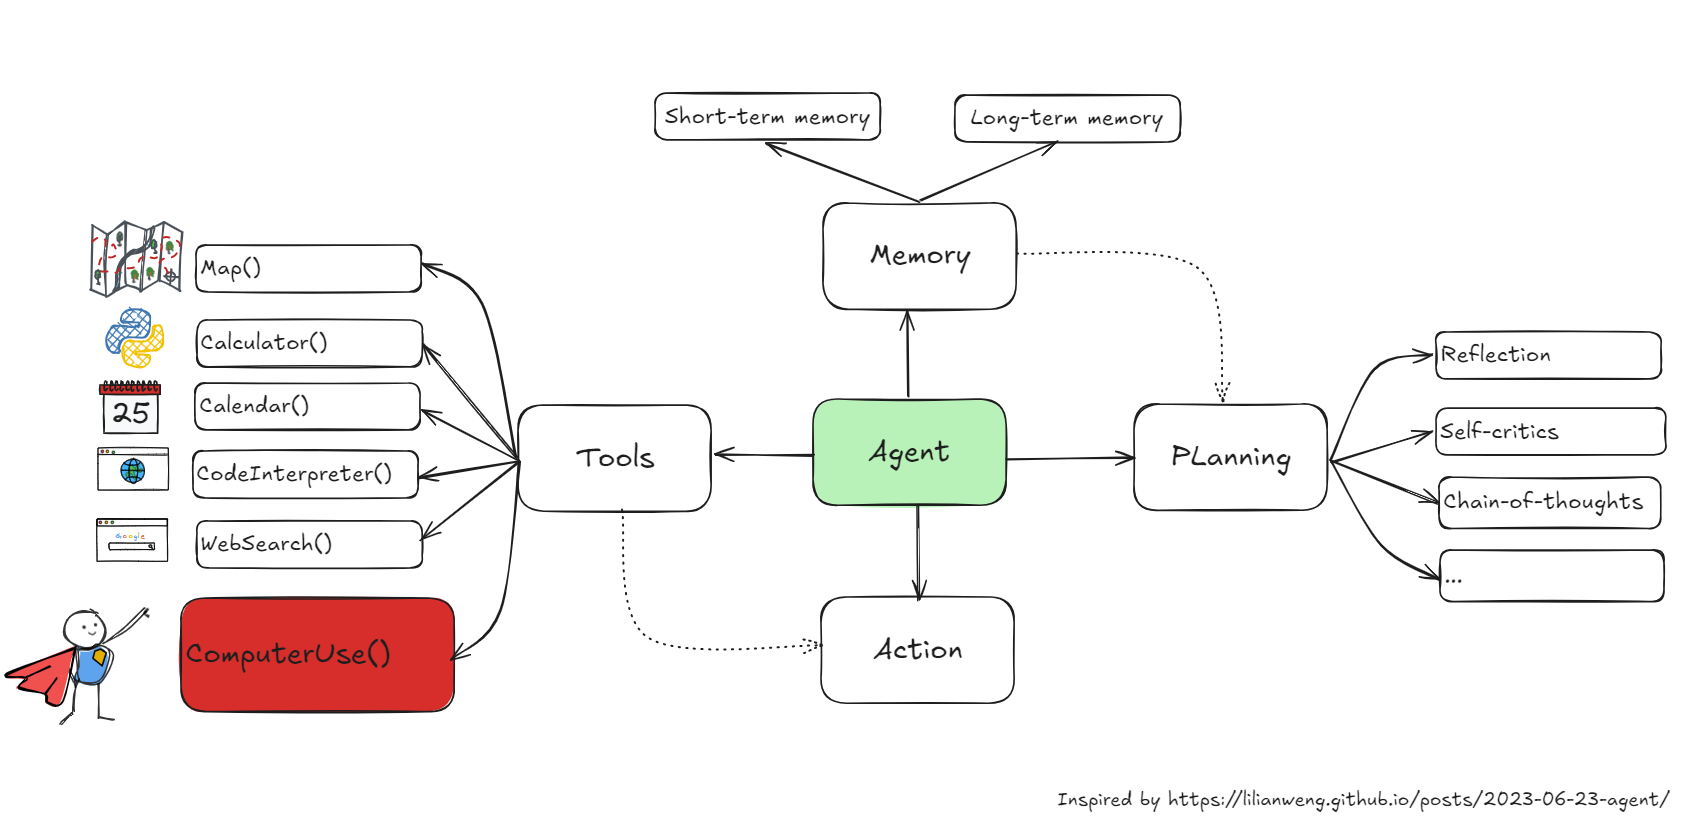 Short-term memory
Long-term memory
Memory
Map()
Calculator()
Calendar()
25
CodeInterpreter()
Google
WebSearch()
ComputerUse()
Tools
Agent
PLanning
Action
Reflection
Self-critics
Chain-of-thoughts
...
Inspired by https://lilianweng.github.io/posts/2023-06-23-agent/